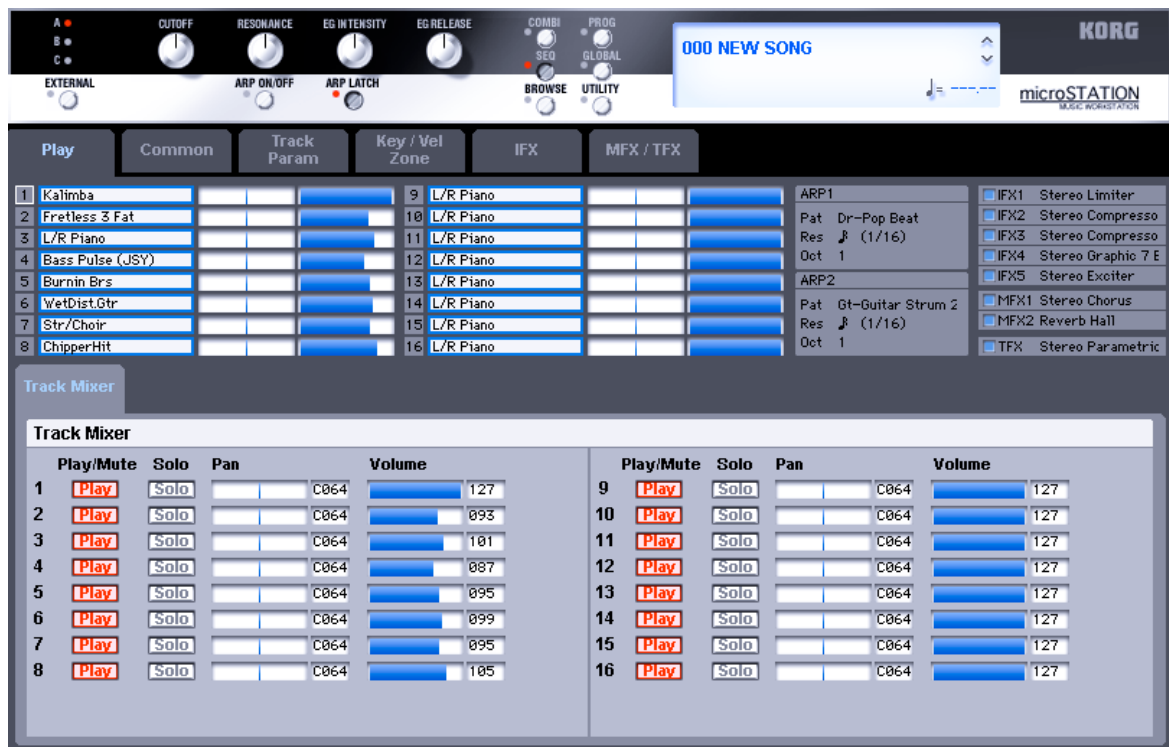 A CUTOFF RESONANCE EG INTENSITY EG RELEASE COMBI PROG
B
C
SEQ GLOBAL
000 NEW SONG
KORG
EXTERNAL ARP ON/OFF ARP LATCH BROWSE UTILITY
♩= ---.--
microSTATION
MUSIC WORKSTATION
Play Common Track Param Key / Vel Zone IFX MFX / TFX
1 Kalimba
2 Fretless 3 Fat
3 L/R Piano
4 Bass Pulse (JSY)
5 Burnin Brs
6 WetDist.Gtr
7 Str/Choir
8 ChipperHit
9 L/R Piano
10 L/R Piano
11 L/R Piano
12 L/R Piano
13 L/R Piano
14 L/R Piano
15 L/R Piano
16 L/R Piano
ARP1
Pat Dr-Pop Beat
Res (1/16)
Oct 1
ARP2
Pat Gt-Guitar Strum 2
Res (1/16)
Oct 1
IFX1 Stereo Limiter
IFX2 Stereo Compresso
IFX3 Stereo Compresso
IFX4 Stereo Graphic 7 E
IFX5 Stereo Exciter
MFX1 Stereo Chorus
MFX2 Reverb Hall
TFX Stereo Parametric
Track Mixer
Track Mixer
Play/Mute Solo Pan Volume
1 Play Solo C064 127
2 Play Solo C064 093
3 Play Solo C064 101
4 Play Solo C064 087
5 Play Solo C064 095
6 Play Solo C064 099
7 Play Solo C064 095
8 Play Solo C064 105
Play/Mute Solo Pan Volume
9 Play Solo C064 127
10 Play Solo C064 127
11 Play Solo C064 127
12 Play Solo C064 127
13 Play Solo C064 127
14 Play Solo C064 127
15 Play Solo C064 127
16 Play Solo C064 127